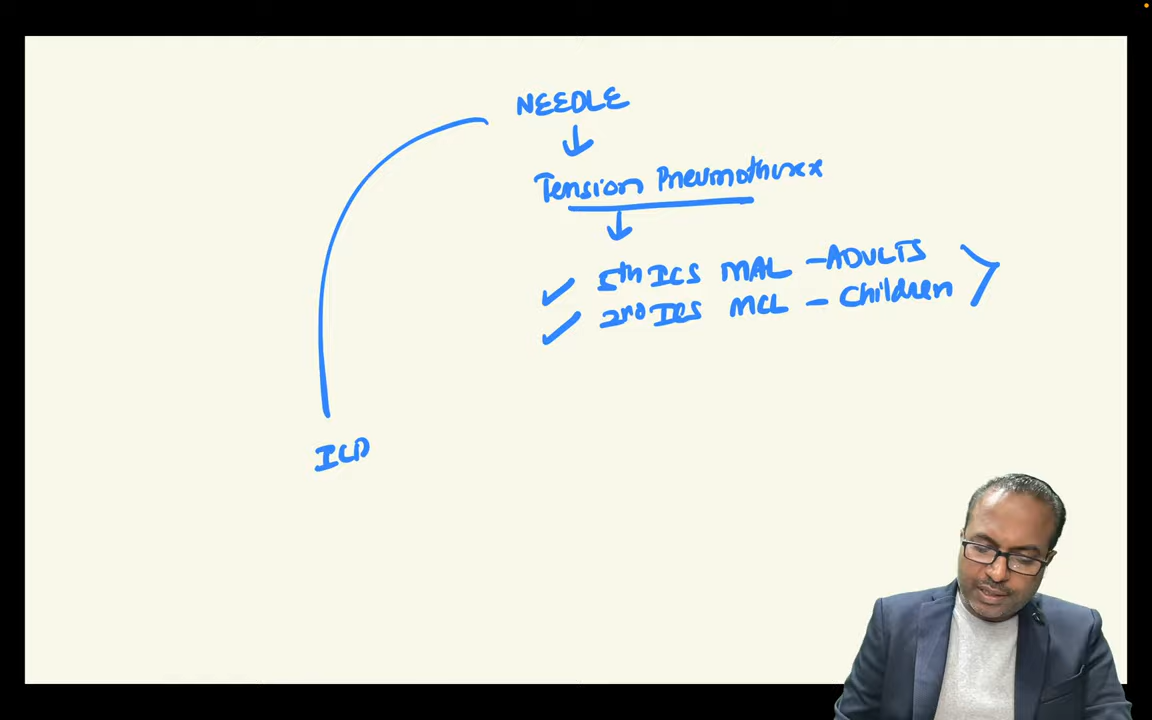 NEEDLE
Tension Pneumothorax
5th ICS MAL - ADULTS
2nd ICS MCL - Children
ICD